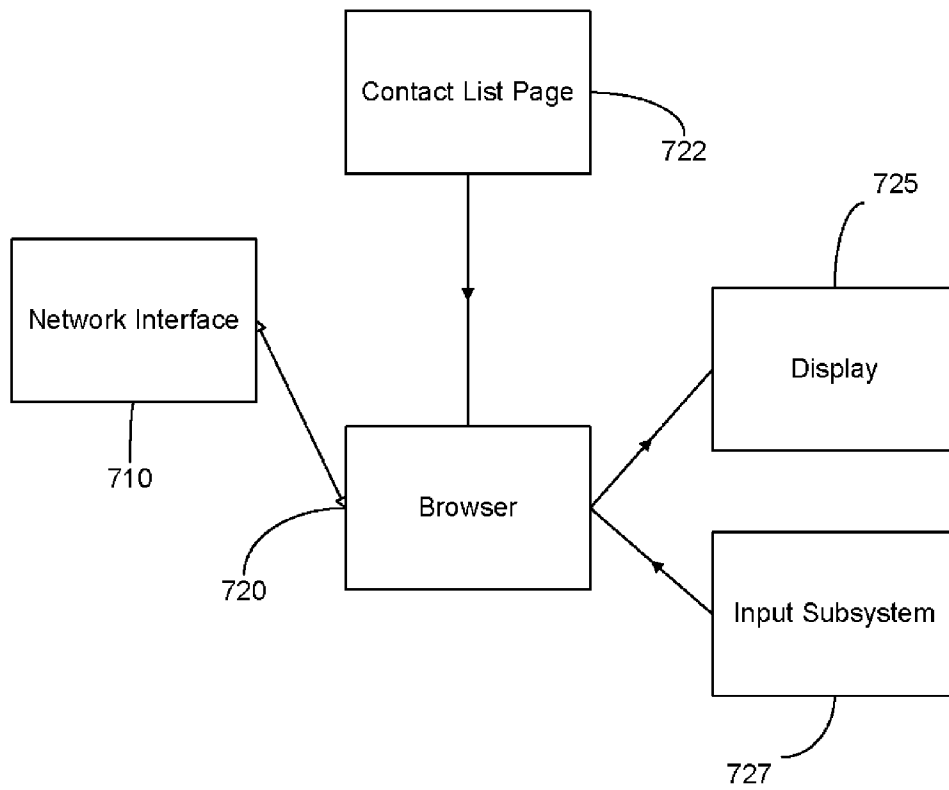 Contact List Page
722
725
Network Interface
Display
710
Browser
720
Input Subsystem
727